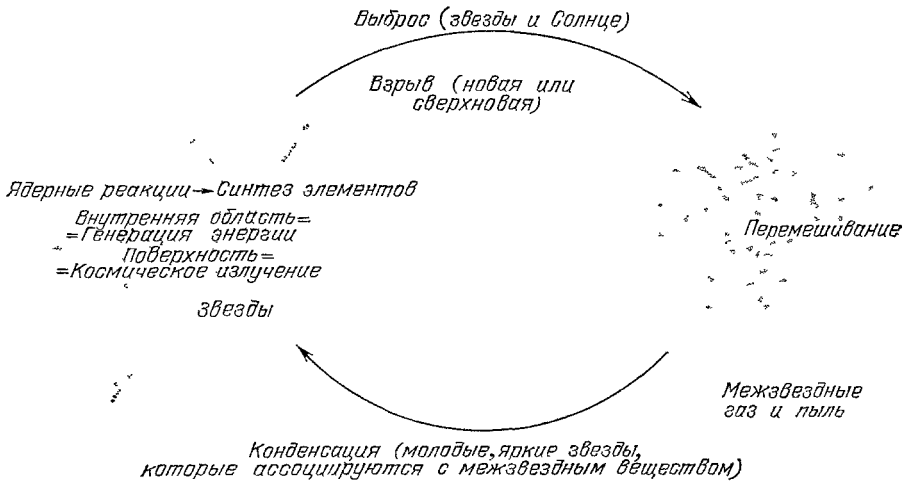 Выброс (звезды и Солнце)
Взрыв (новая или
сверхновая)
Ядерные реакции→Синтез элементов
Внутренняя область=
=Генерация энергии
Поверхность=
=Космическое излучение
Звезды
Перемешивание
Межзвездные
газ и пыль
Конденсация (молодые, яркие звезды,
которые ассоциируются с межзвездным веществом)